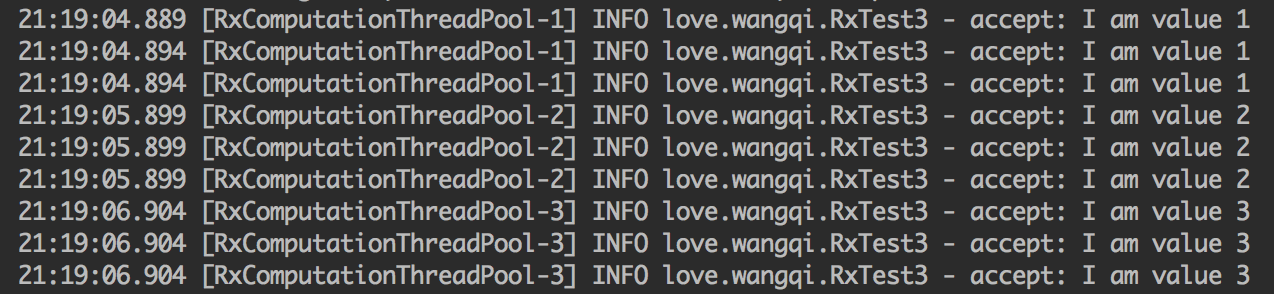 21:19:04.889 [RxComputationThreadPool-1] INFO love.wangqi.RxTest3 - accept: I am value 1
21:19:04.894 [RxComputationThreadPool-1] INFO love.wangqi.RxTest3 - accept: I am value 1
21:19:04.894 [RxComputationThreadPool-1] INFO love.wangqi.RxTest3 - accept: I am value 1
21:19:05.899 [RxComputationThreadPool-2] INFO love.wangqi.RxTest3 - accept: I am value 2
21:19:05.899 [RxComputationThreadPool-2] INFO love.wangqi.RxTest3 - accept: I am value 2
21:19:05.899 [RxComputationThreadPool-2] INFO love.wangqi.RxTest3 - accept: I am value 2
21:19:06.904 [RxComputationThreadPool-3] INFO love.wangqi.RxTest3 - accept: I am value 3
21:19:06.904 [RxComputationThreadPool-3] INFO love.wangqi.RxTest3 - accept: I am value 3
21:19:06.904 [RxComputationThreadPool-3] INFO love.wangqi.RxTest3 - accept: I am value 3